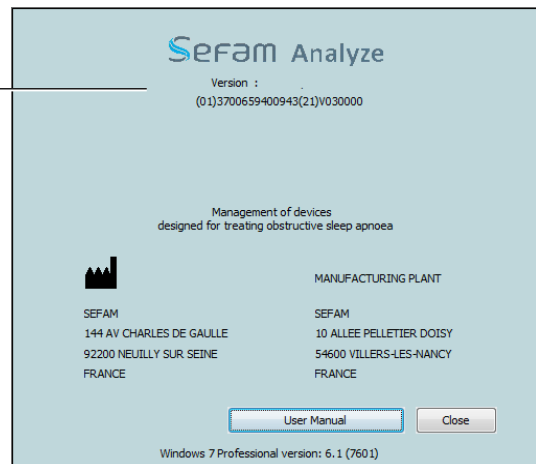 Sefam Analyze
Version :
(01)3700659400943(21)V030000
Management of devices
designed for treating obstructive sleep apnoea
SEFAM
144 AV CHARLES DE GAULLE
92200 NEUILLY SUR SEINE
FRANCE
MANUFACTURING PLANT
SEFAM
10 ALLEE PELLETIER DOISY
54600 VILLERS-LES-NANCY
FRANCE
User Manual
Close
Windows 7 Professional version: 6.1 (7601)